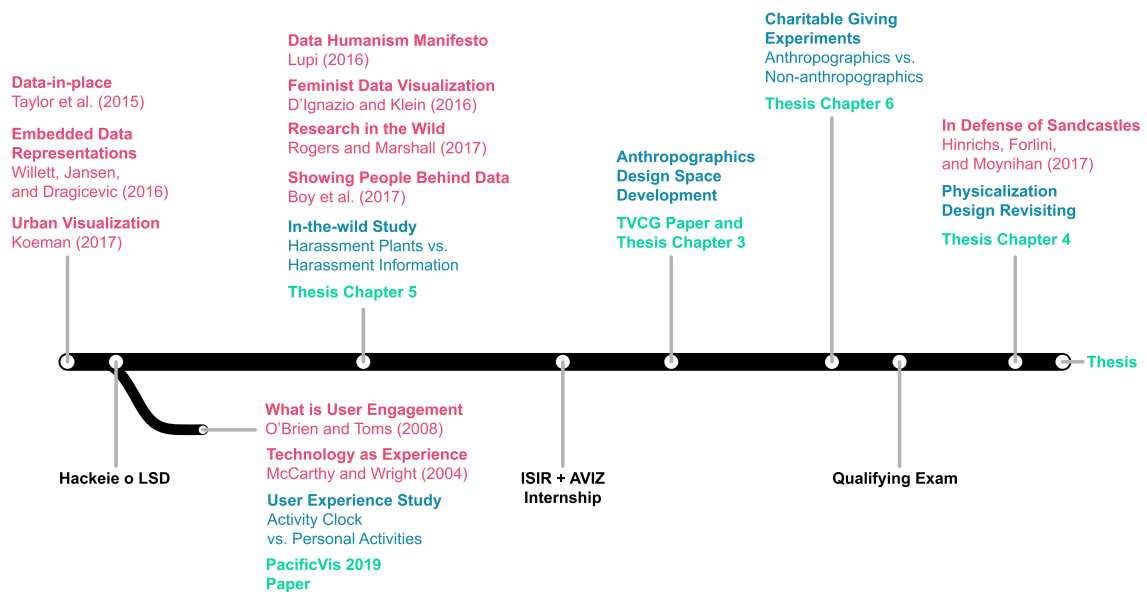 Data-in-place
Taylor et al. (2015)
Embedded Data
Representations
Willett, Jansen,
and Dragicevic (2016)
Urban Visualization
Koeman (2017)
Data Humanism Manifesto
Lupi (2016)
Feminist Data Visualization
D'Ignazio and Klein (2016)
Research in the Wild
Rogers and Marshall (2017)
Showing People Behind Data
Boy et al. (2017)
In-the-wild Study
Harassment Plants vs.
Harassment Information
Thesis Chapter 5
Anthropographics
Design Space
Development
TVCG Paper and
Thesis Chapter 3
Charitable Giving
Experiments
Anthropographics vs.
Non-anthropographics
Thesis Chapter 6
In Defense of Sandcastles
Hinrichs, Forlini,
and Moynihan (2017)
Physicalization
Design Revisiting
Thesis Chapter 4
Thesis
Hackeie o LSD
What is User Engagement
O'Brien and Toms (2008)
Technology as Experience
McCarthy and Wright (2004)
User Experience Study
Activity Clock
vs. Personal Activities
PacificVis 2019
Paper
ISIR + AVIZ
Internship
Qualifying Exam